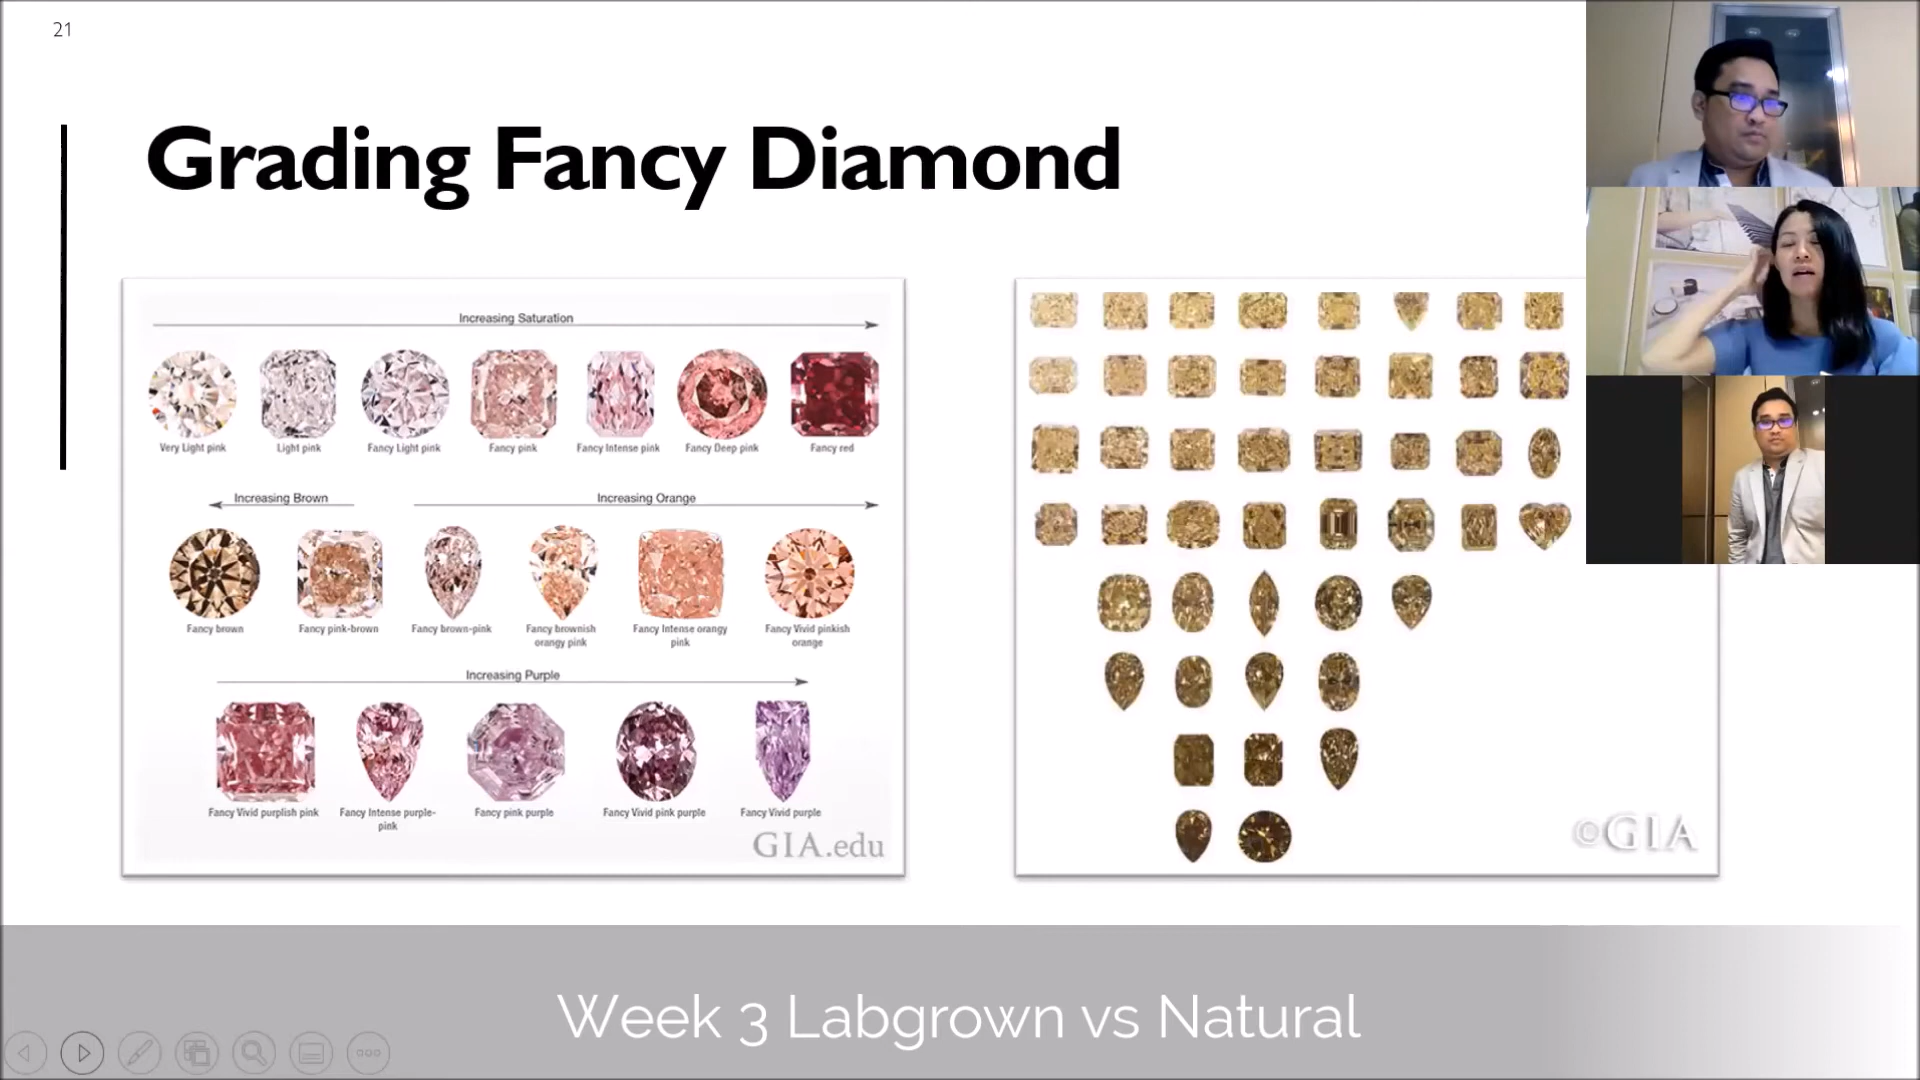 21
Grading Fancy Diamond
Increasing Saturation
Very Light pink
Light pink
Fancy Light pink
Fancy pink
Fancy Intense pink
Fancy Deep pink
Fancy red
Increasing Brown
Increasing Orange
Fancy brown
Fancy pink-brown
Fancy brown-pink
Fancy brownish
orangy pink
Fancy Intense orangy
pink
Fancy Vivid pinkish
orange
Increasing Purple
Fancy Vivid purplish pink
Fancy Intense purple-
pink
Fancy pink purple
Fancy Vivid pink purple
Fancy Vivid purple
GIA.edu
©GIA
Week 3 Labgrown vs Natural